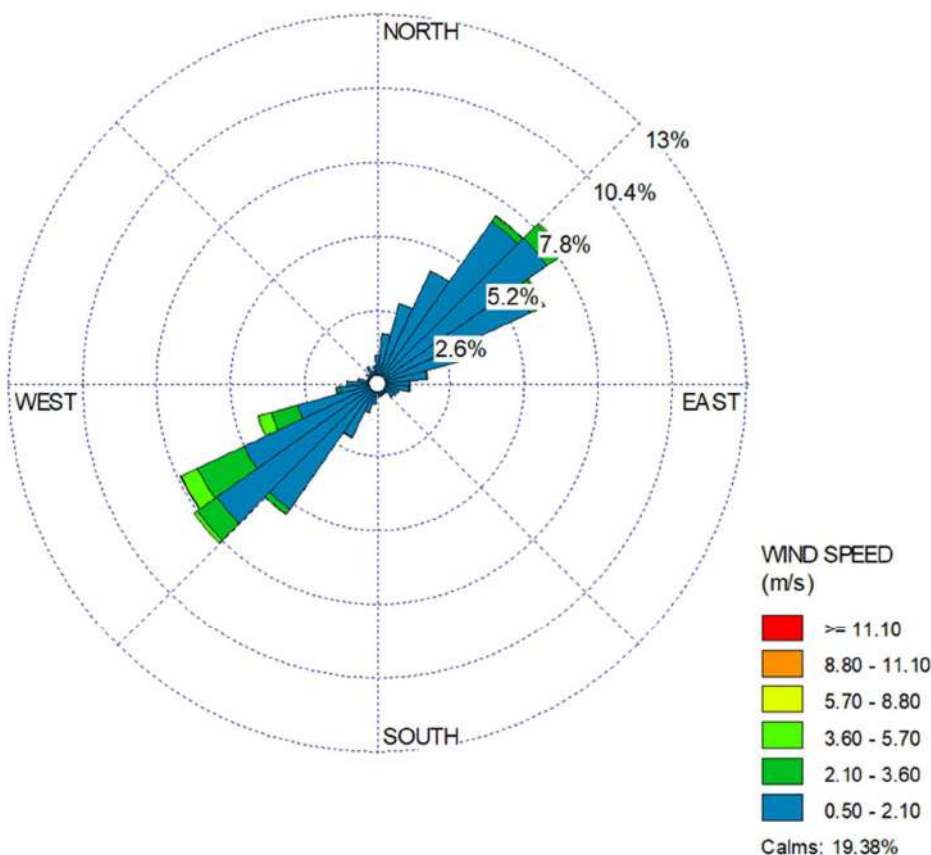 NORTH
13%
10.4%
7.8%
5.2%
2.6%
WEST
EAST
SOUTH
WIND SPEED
(m/s)
>= 11.10
8.80 - 11.10
5.70 - 8.80
3.60 - 5.70
2.10 - 3.60
0.50 - 2.10
Calms: 19.38%